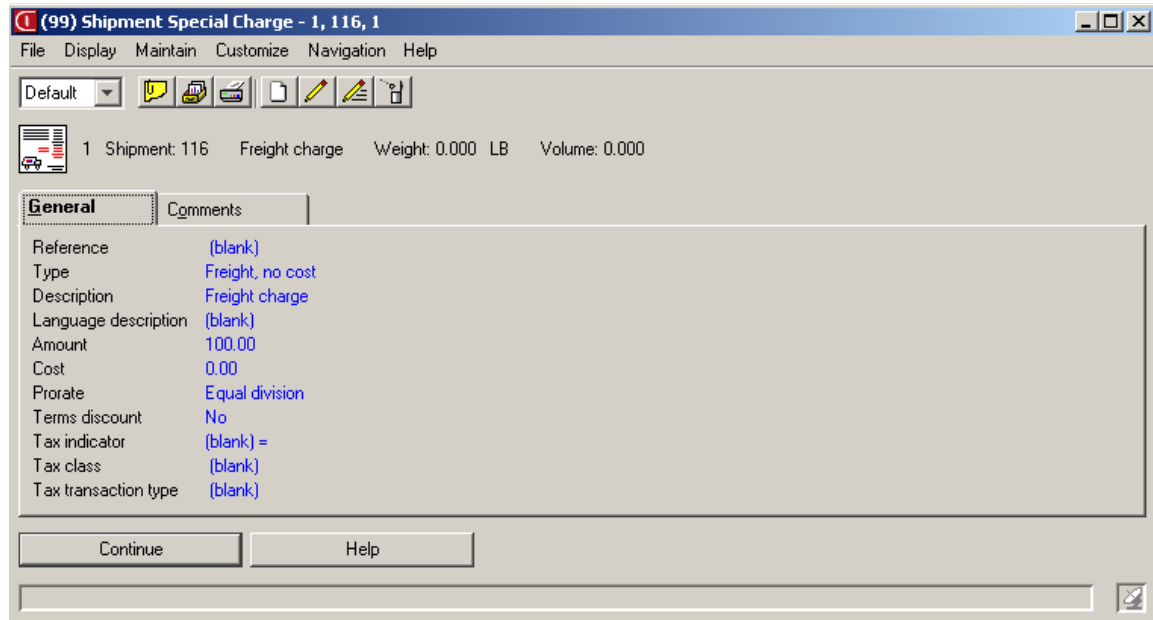 (99) Shipment Special Charge - 1, 116, 1
File Display Maintain Customize Navigation Help
Default
1 Shipment: 116 Freight charge Weight: 0.000 LB Volume: 0.000
General Comments
Reference (blank)
Type Freight, no cost
Description Freight charge
Language description (blank)
Amount 100.00
Cost 0.00
Prorate Equal division
Terms discount No
Tax indicator (blank) =
Tax class (blank)
Tax transaction type (blank)
Continue Help